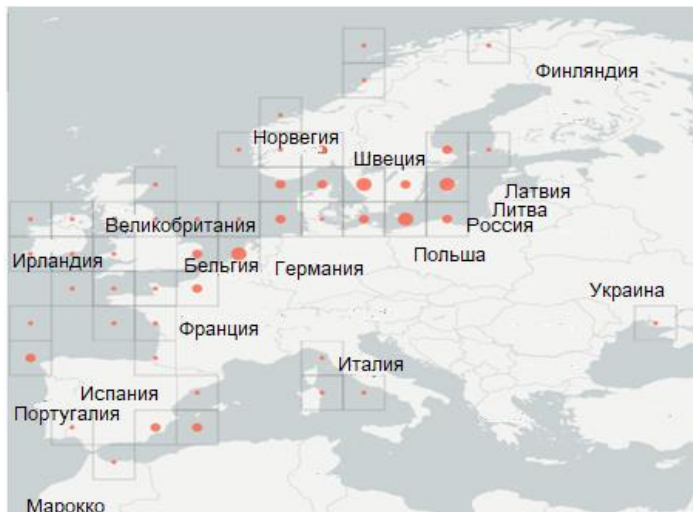 Финляндия
Норвегия
Швеция
Латвия
Литва
Великобритания
Россия
Ирландия
Бельгия
Германия
Польша
Украина
Франция
Италия
Испания
Португалия
Марокко